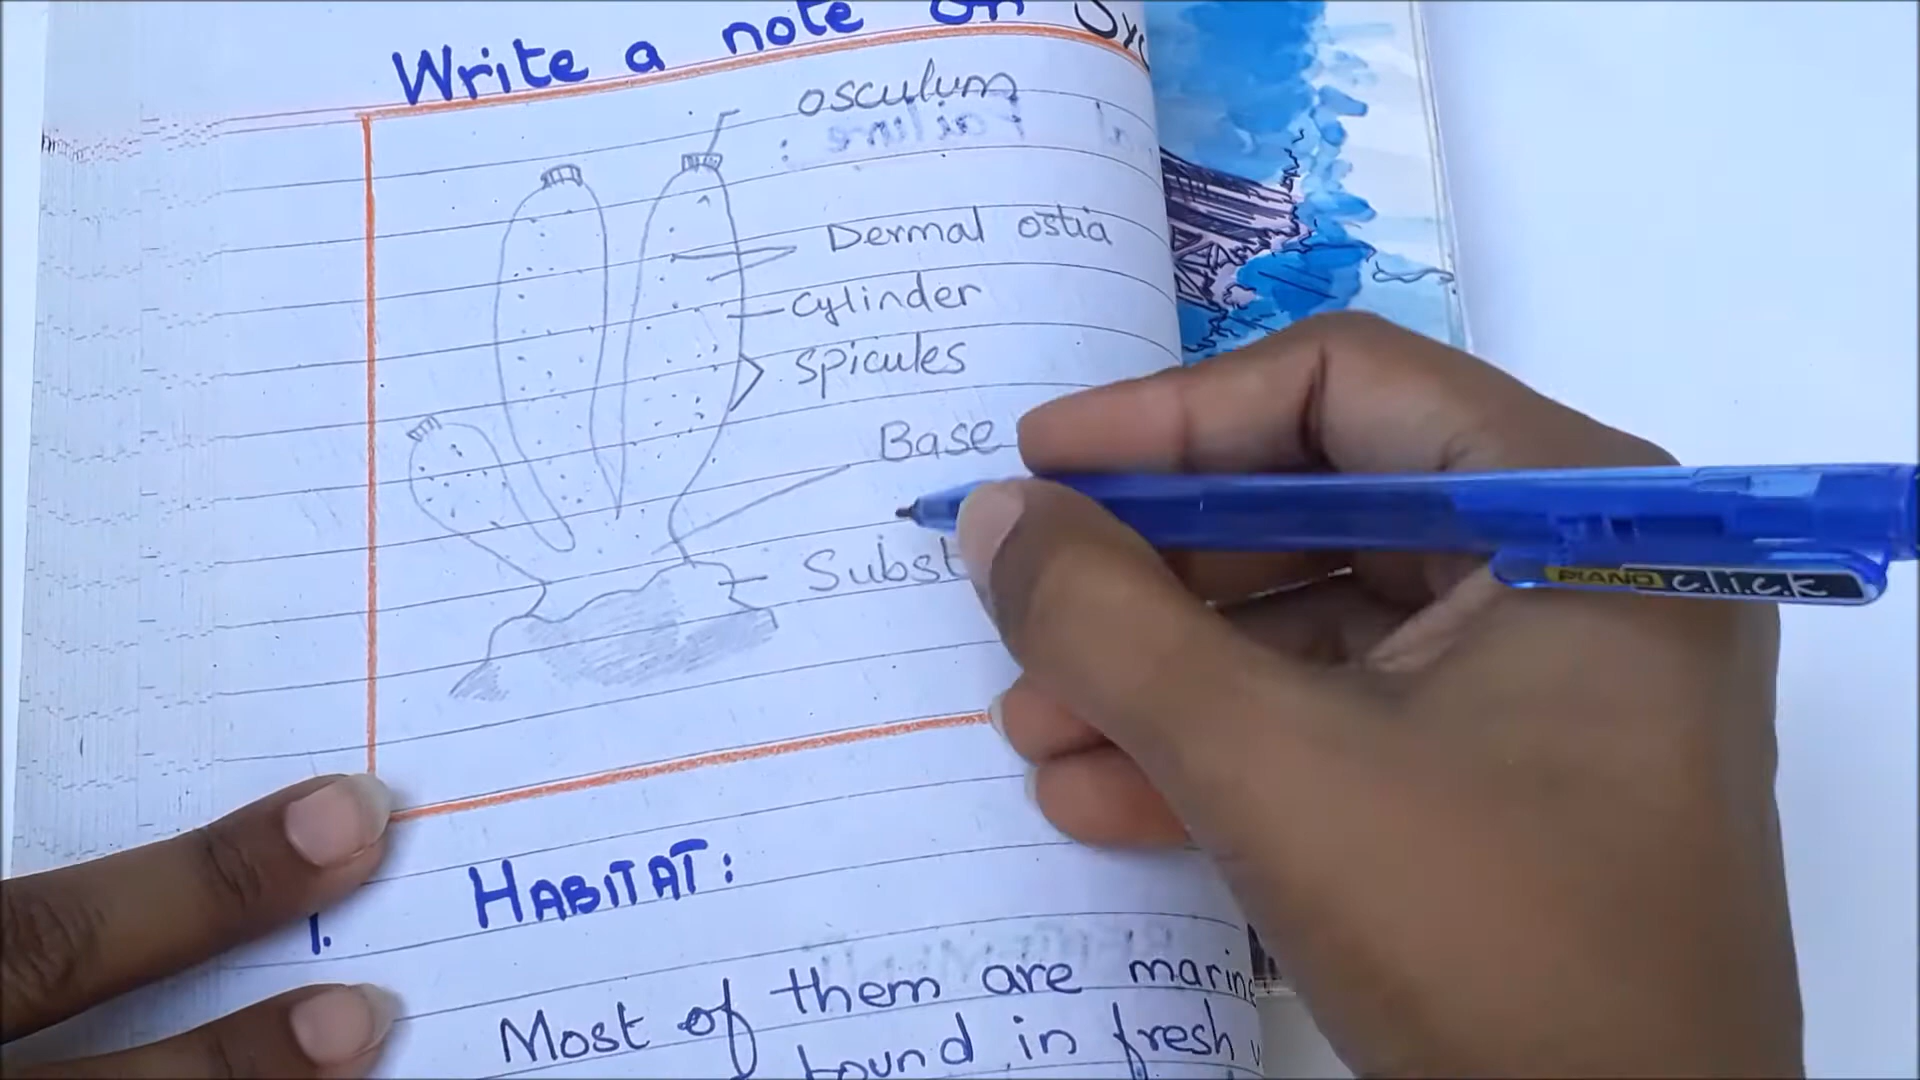 Write a note on
osculum
Dermal ostia
cylinder
spicules
Base
Subst
PIANO c.l.i.c.k
1. HABITAT:
Most of them are marine
found in fresh